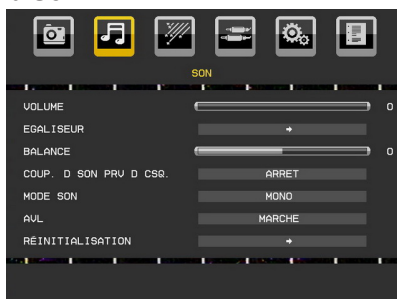 SON
VOLUME 0
EGALISEUR
BALANCE 0
COUP. D SON PRV D CSQ. ARRET
MODE SON MONO
AVL MARCHE
RÉINITIALISATION